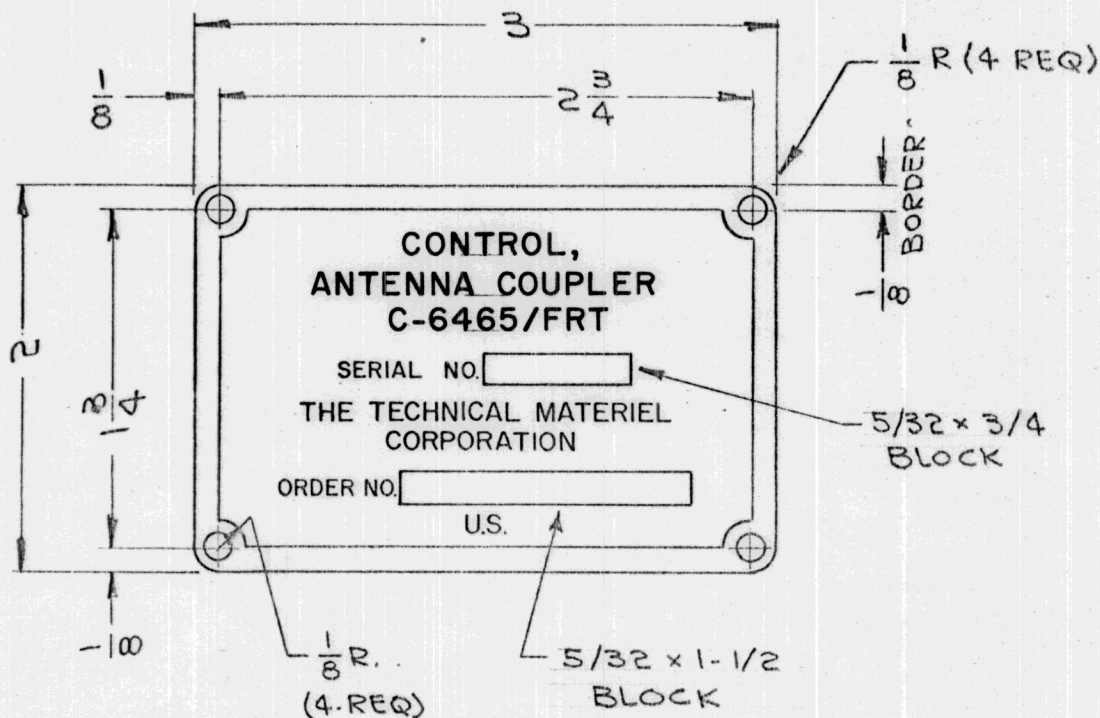 3
1/8
2 3/4
1/8 R (4 REQ)
1/8 BORDER
2
1 3/4
CONTROL,
ANTENNA COUPLER
C-6465/FRT
SERIAL NO.
THE TECHNICAL MATERIEL
CORPORATION
ORDER NO.
U.S.
5/32 × 3/4
BLOCK
1/8
1/8 R.
(4 REQ)
5/32 × 1-1/2
BLOCK